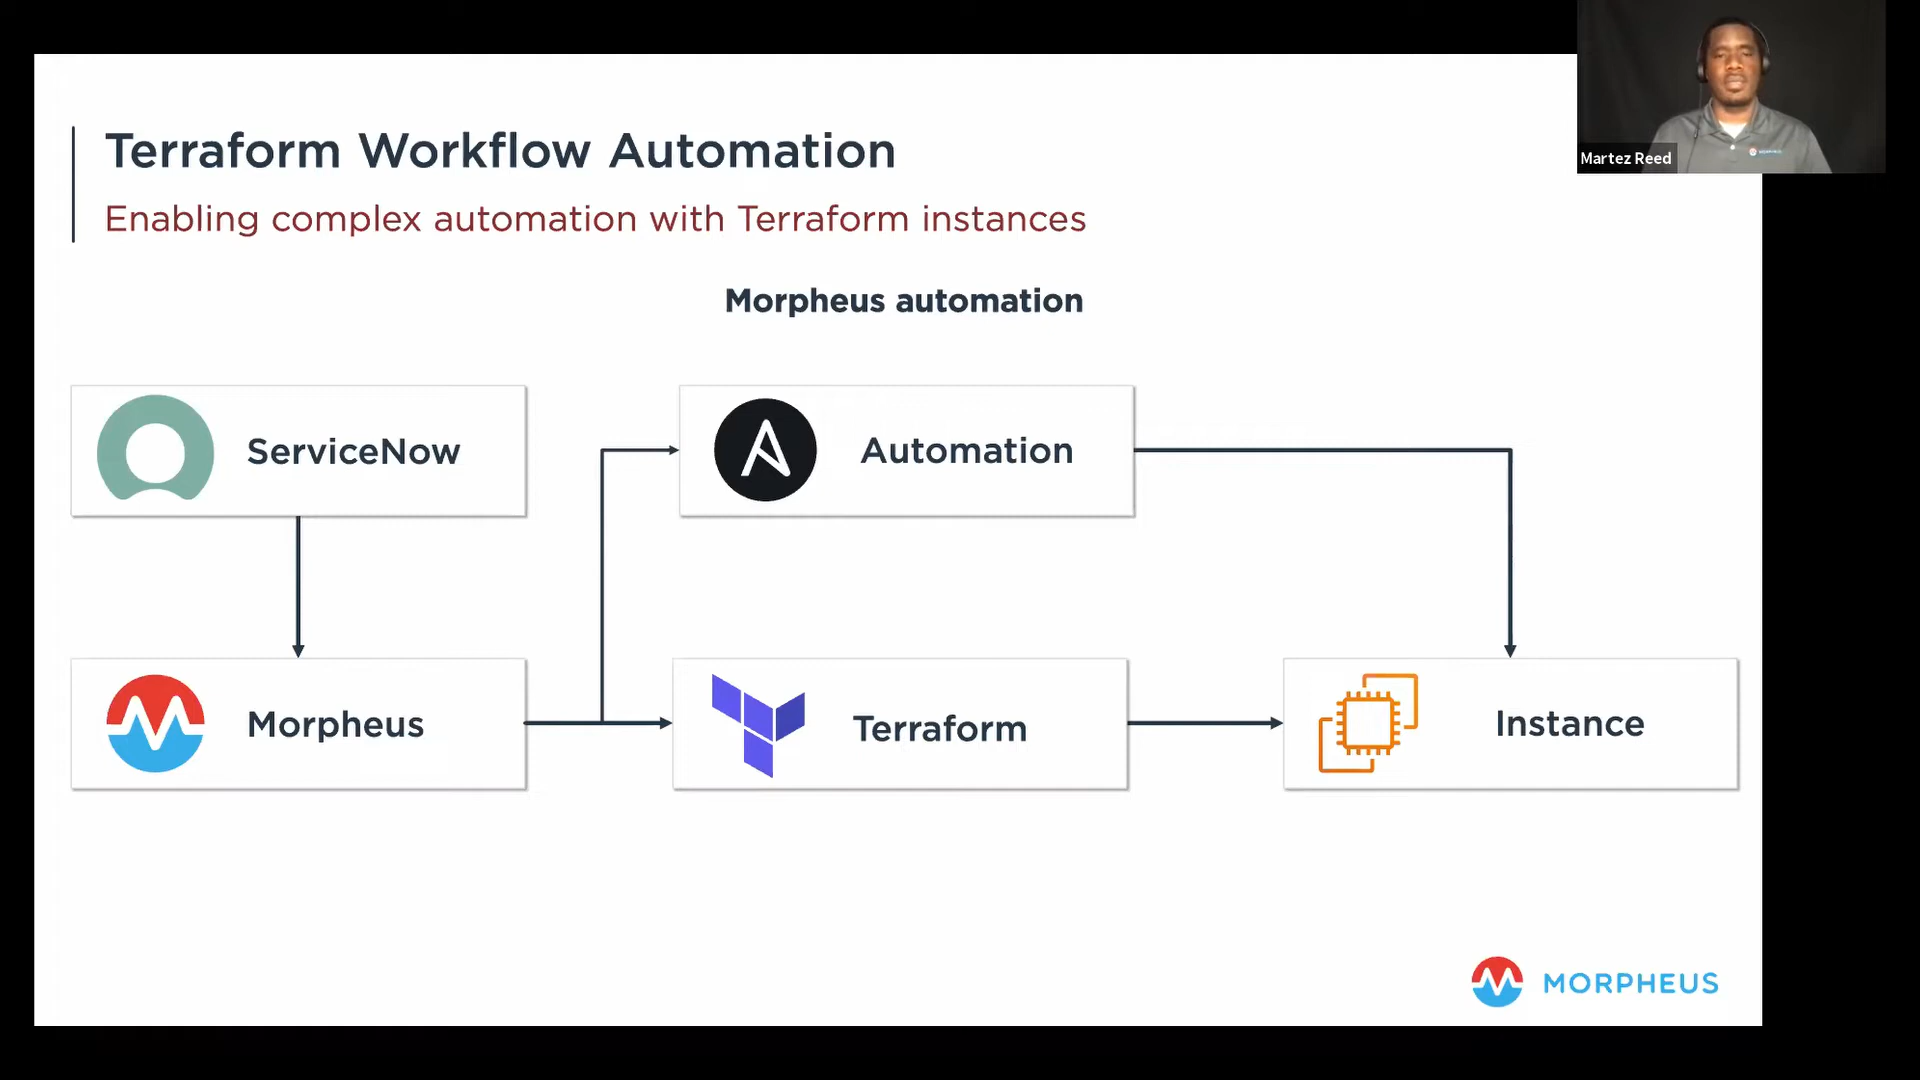 Terraform Workflow Automation
Enabling complex automation with Terraform instances
Martez Reed
Morpheus automation
ServiceNow
Automation
Morpheus
Terraform
Instance
MORPHEUS